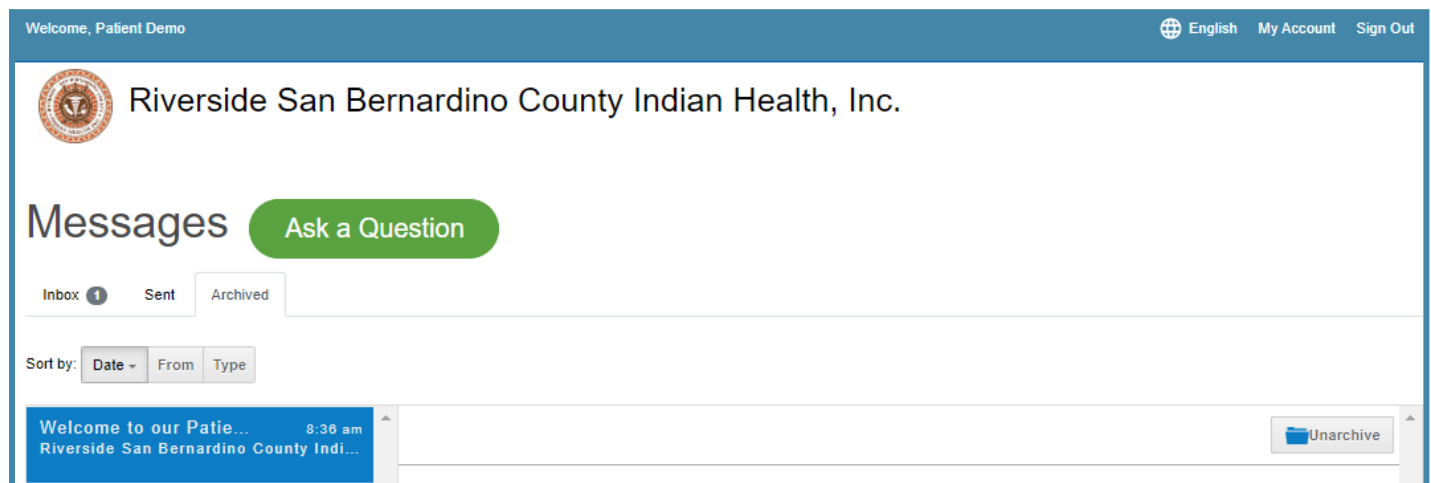 Welcome, Patient Demo
English My Account Sign Out
Riverside San Bernardino County Indian Health, Inc.
Messages Ask a Question
Inbox 1 Sent Archived
Sort by: Date From Type
Welcome to our Patie... 8:36 am
Riverside San Bernardino County Indi...
Unarchive